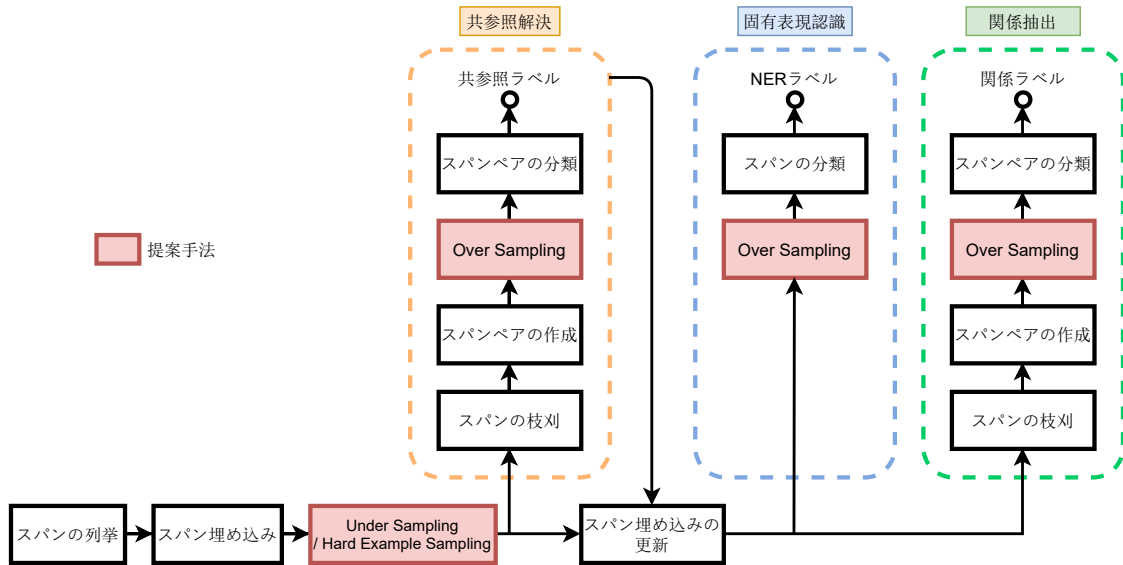 共参照解決
固有表現認識
関係抽出
共参照ラベル
NERラベル
関係ラベル
スパンペアの分類
スパンの分類
スパンペアの分類
提案手法
Over Sampling
Over Sampling
Over Sampling
スパンペアの作成
スパンペアの作成
スパンの枝刈
スパンの枝刈
スパンの列挙
スパン埋め込み
Under Sampling
/ Hard Example Sampling
スパン埋め込みの
更新